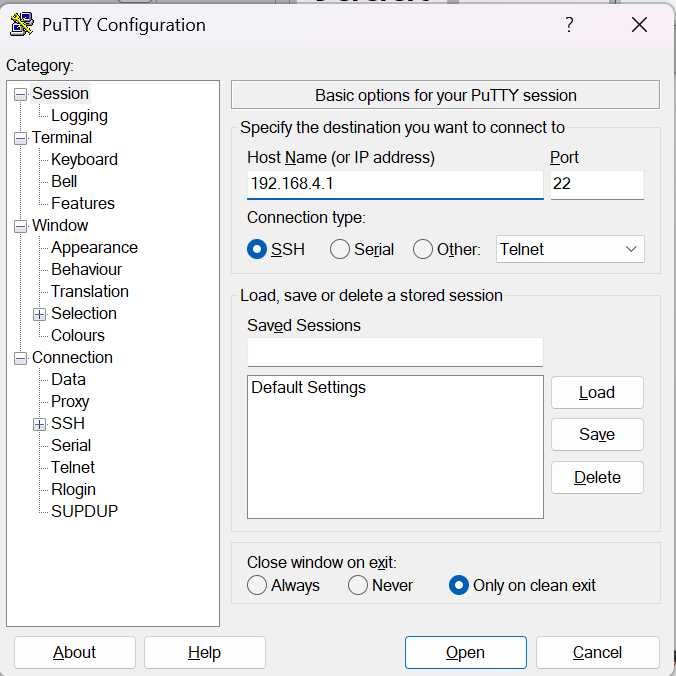 PuTTY Configuration
?
Category:
Session
Logging
Terminal
Keyboard
Bell
Features
Window
Appearance
Behaviour
Translation
Selection
Colours
Connection
Data
Proxy
SSH
Serial
Telnet
Rlogin
SUPDUP
Basic options for your PuTTY session
Specify the destination you want to connect to
Host Name (or IP address) Port
192.168.4.1 22
Connection type:
SSH Serial Other: Telnet
Load, save or delete a stored session
Saved Sessions
Default Settings
Load
Save
Delete
Close window on exit:
Always Never Only on clean exit
About Help Open Cancel